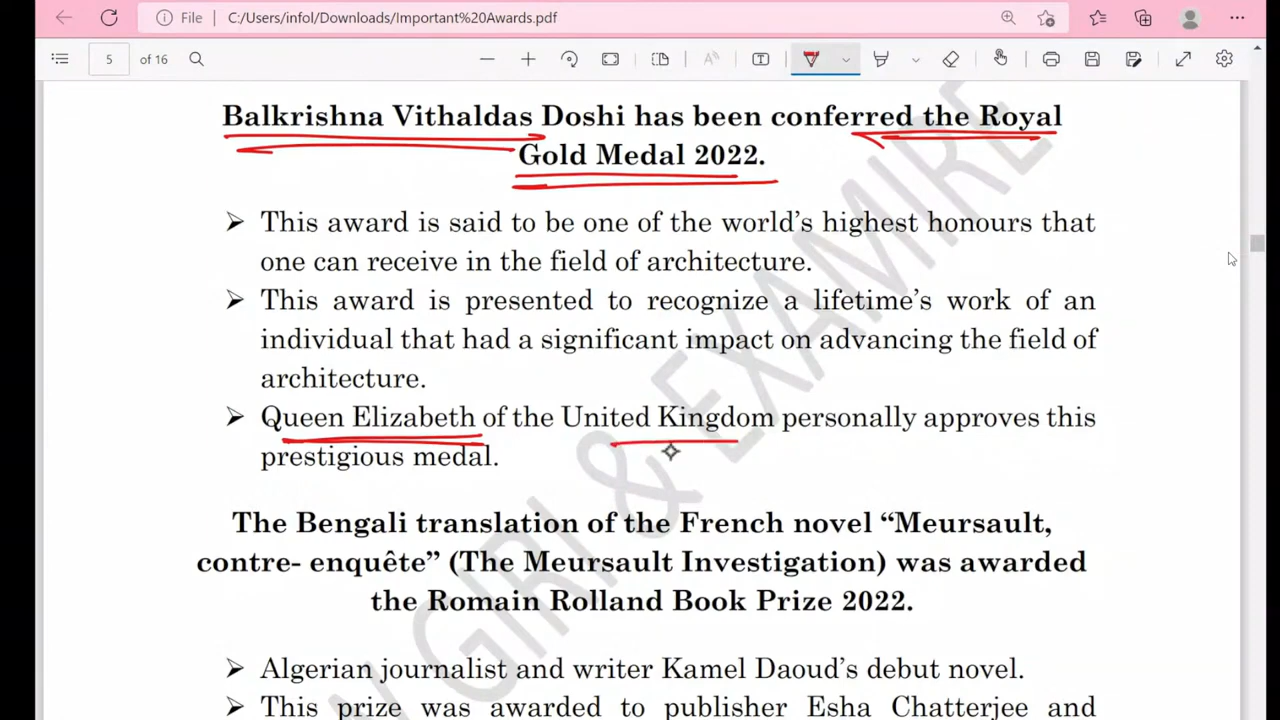 File C:/Users/infol/Downloads/Important%20Awards.pdf
5 of 16
Balkrishna Vithaldas Doshi has been conferred the Royal
Gold Medal 2022.
➢ This award is said to be one of the world’s highest honours that
one can receive in the field of architecture.
➢ This award is presented to recognize a lifetime’s work of an
individual that had a significant impact on advancing the field of
architecture.
➢ Queen Elizabeth of the United Kingdom personally approves this
prestigious medal.
The Bengali translation of the French novel “Meursault,
contre- enquête” (The Meursault Investigation) was awarded
the Romain Rolland Book Prize 2022.
➢ Algerian journalist and writer Kamel Daoud’s debut novel.
➢ This prize was awarded to publisher Esha Chatterjee and
GIRI & EXAMIRE